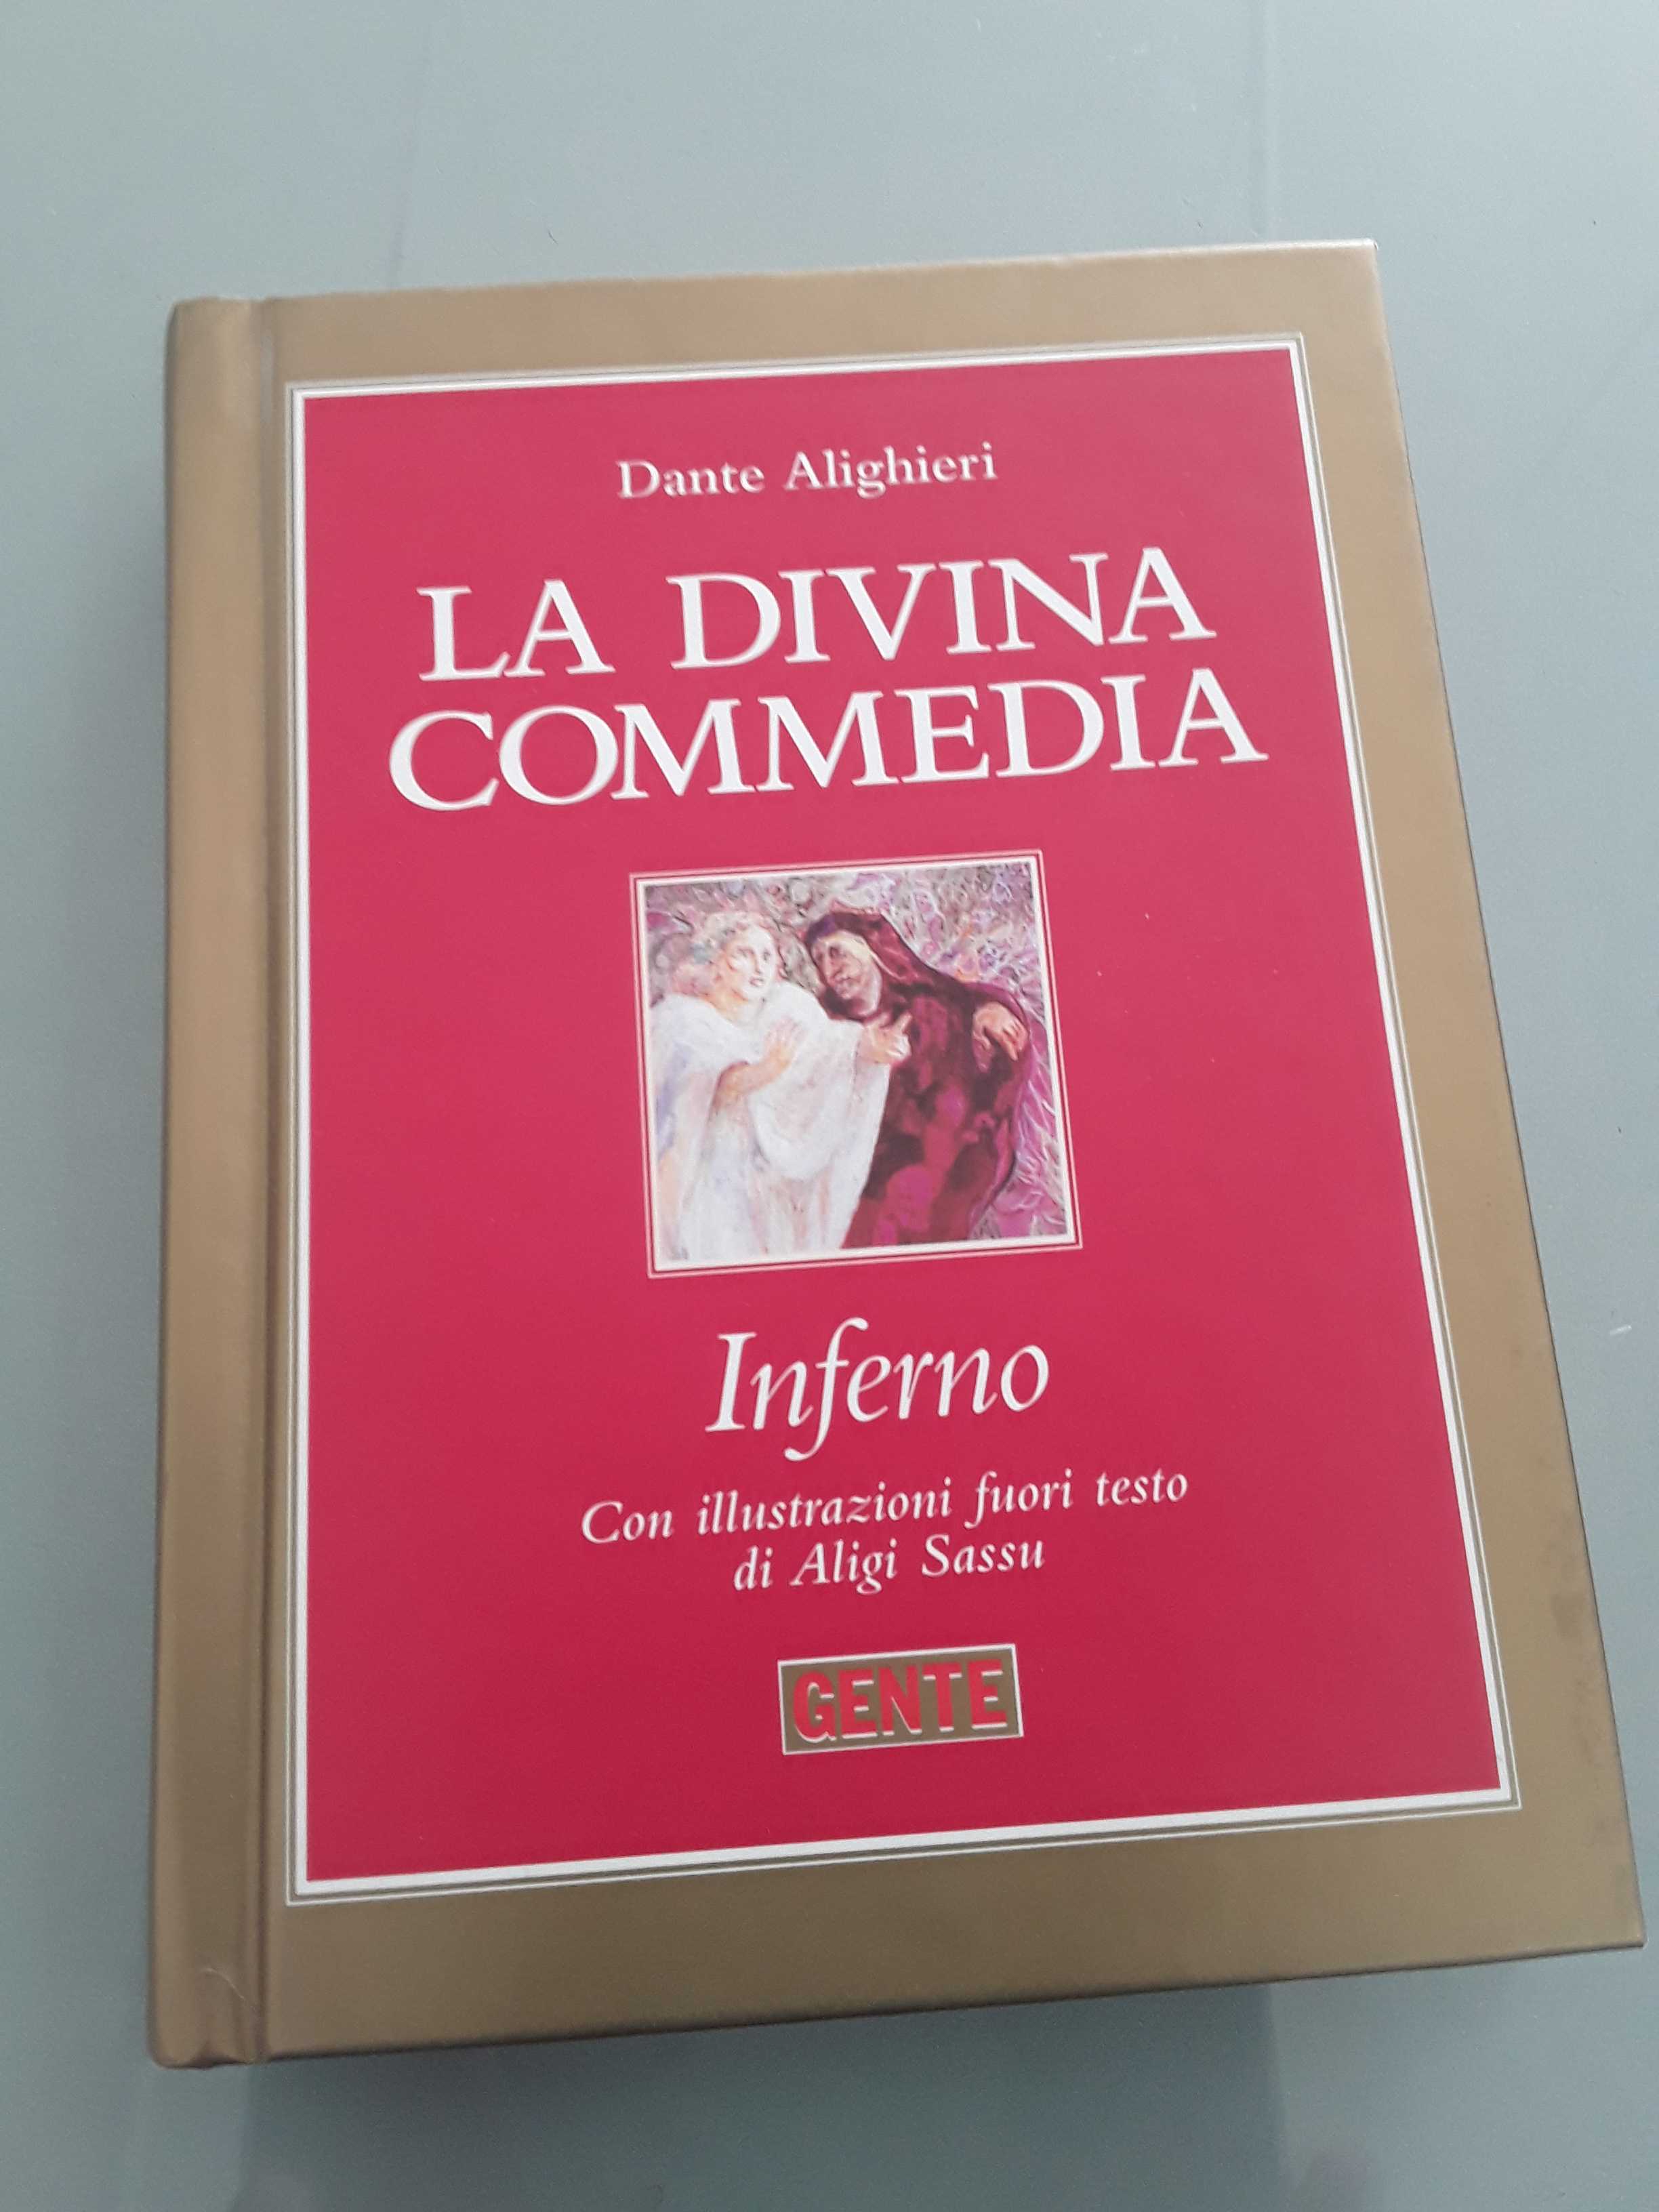 Dante Alighieri
LA DIVINA
COMMEDIA
Inferno
Con illustrazioni fuori testo
di Aligi Sassu
GENTE